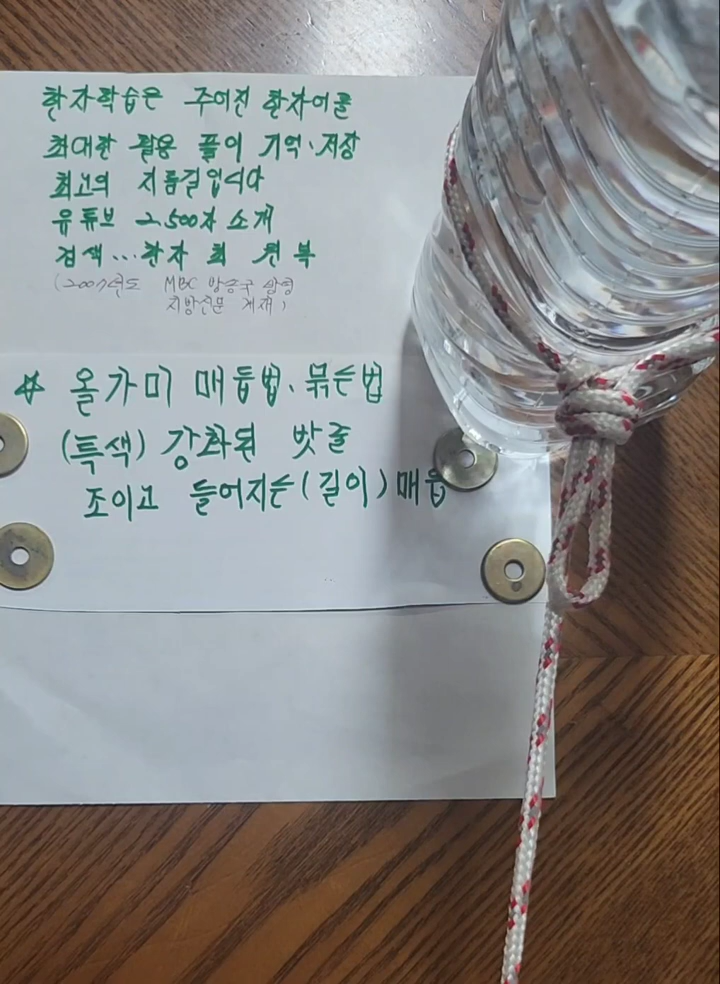 한자학습은 주어진 한자어를
최대한 활용 풀이 기억·저장
최고의 지름길입니다
유튜브 2,500자 소개
검색...한자 최 원복
(2007년도 MBC 방송국 방영
지방신문 게재)
※ 올가미 매듭법·묶는법
(특색) 강화된 밧줄
조이고 들어지는(길이)매듭